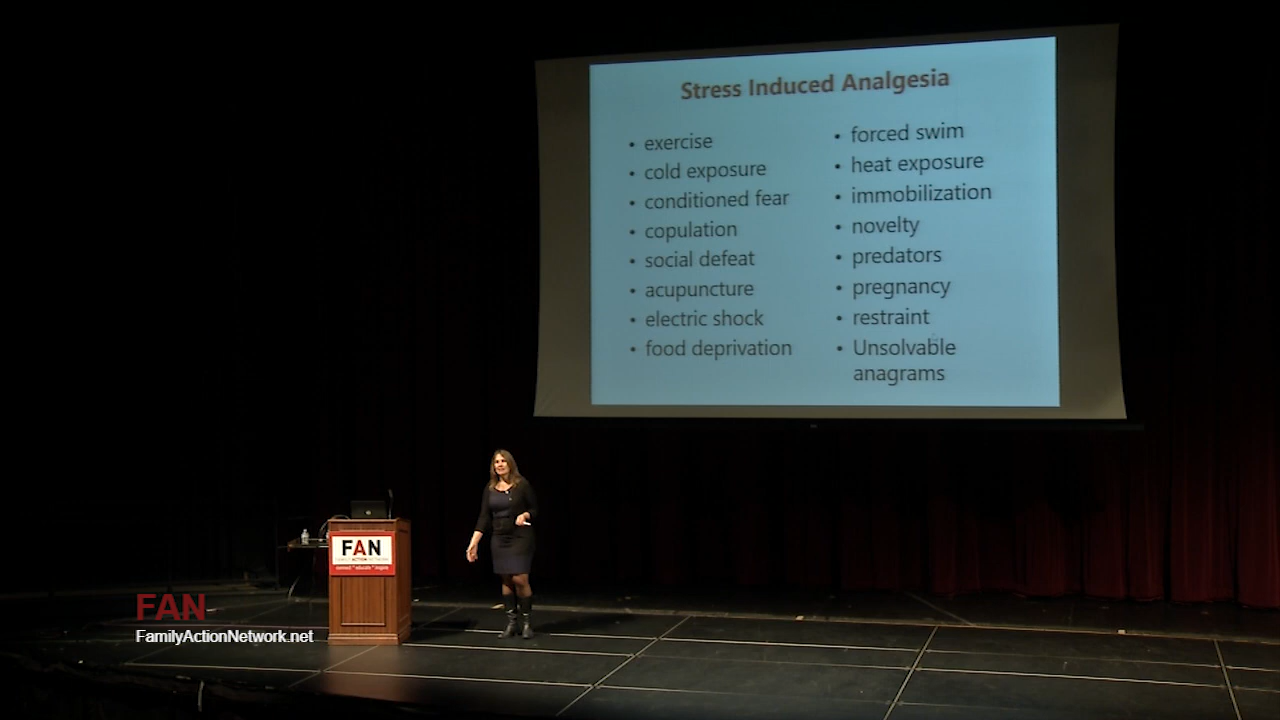 Stress Induced Analgesia
• exercise
• cold exposure
• conditioned fear
• copulation
• social defeat
• acupuncture
• electric shock
• food deprivation
• forced swim
• heat exposure
• immobilization
• novelty
• predators
• pregnancy
• restraint
• Unsolvable
anagrams
FAN
FAN
FamilyActionNetwork.net